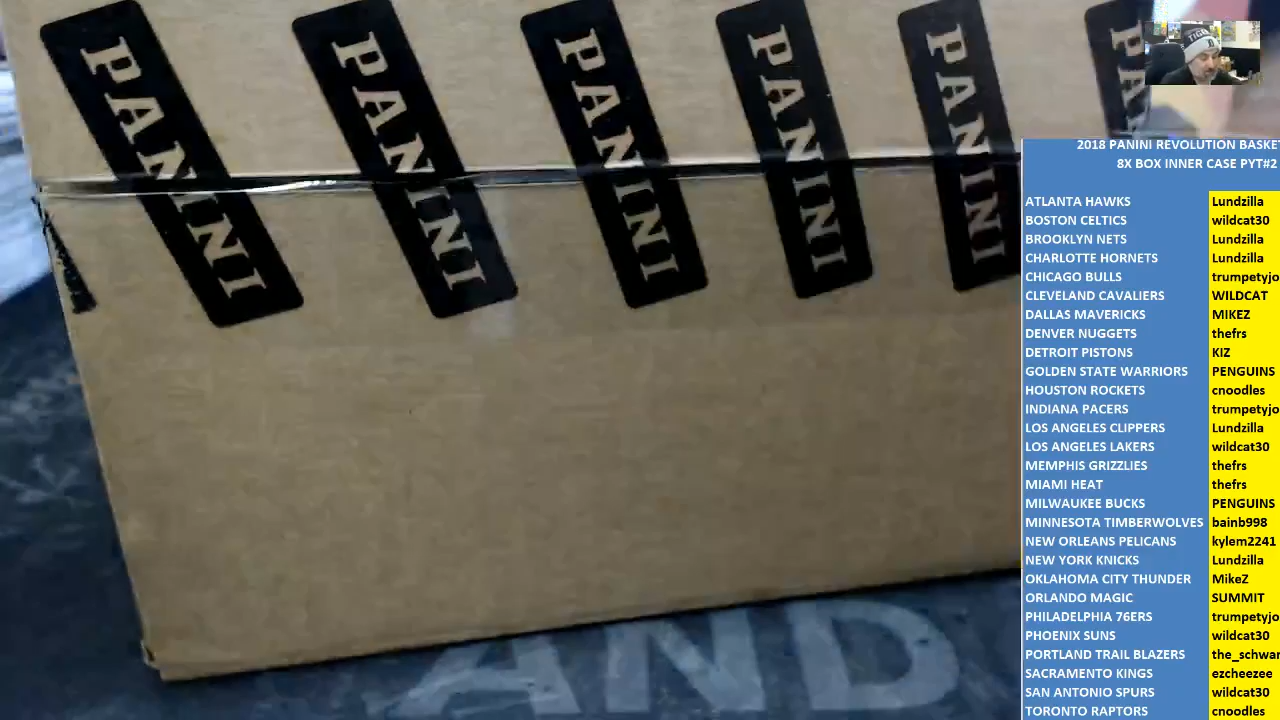 PANINI PANINI PANINI PANINI PANINI
TIGE
2018 PANINI REVOLUTION
8X BOX INNER CASE PYT#2
ATLANTA HAWKS Lundzilla
BOSTON CELTICS wildcat30
BROOKLYN NETS Lundzilla
CHARLOTTE HORNETS Lundzilla
CHICAGO BULLS trumpetyjo
CLEVELAND CAVALIERS WILDCAT
DALLAS MAVERICKS MIKEZ
DENVER NUGGETS thefrs
DETROIT PISTONS KIZ
GOLDEN STATE WARRIORS PENGUINS
HOUSTON ROCKETS cnoodles
INDIANA PACERS trumpetyjo
LOS ANGELES CLIPPERS Lundzilla
LOS ANGELES LAKERS wildcat30
MEMPHIS GRIZZLIES thefrs
MIAMI HEAT thefrs
MILWAUKEE BUCKS PENGUINS
MINNESOTA TIMBERWOLVES bainb998
NEW ORLEANS PELICANS kylem2241
NEW YORK KNICKS Lundzilla
OKLAHOMA CITY THUNDER MikeZ
ORLANDO MAGIC SUMMIT
PHILADELPHIA 76ERS trumpetyjo
PHOENIX SUNS wildcat30
PORTLAND TRAIL BLAZERS the_schwar
SACRAMENTO KINGS ezcheezee
SAN ANTONIO SPURS wildcat30
TORONTO RAPTORS cnoodles
AND